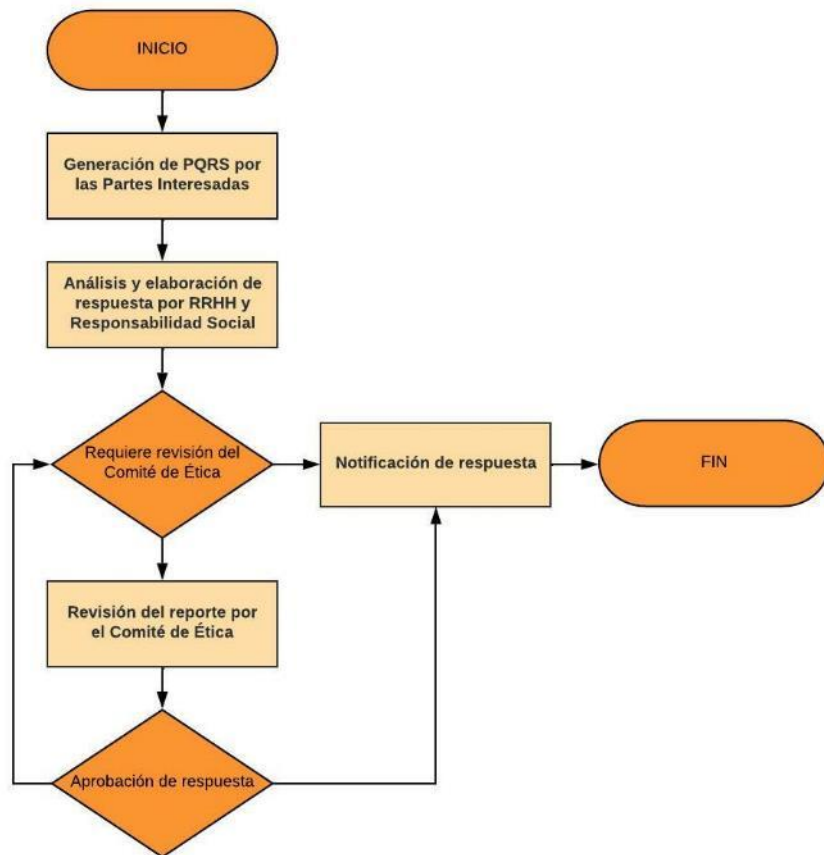 INICIO
Generación de PQRS por
las Partes Interesadas
Análisis y elaboración de
respuesta por RRHH y
Responsabilidad Social
Requiere revisión del
Comité de Ética
Notificación de respuesta
FIN
Revisión del reporte por
el Comité de Ética
Aprobación de respuesta